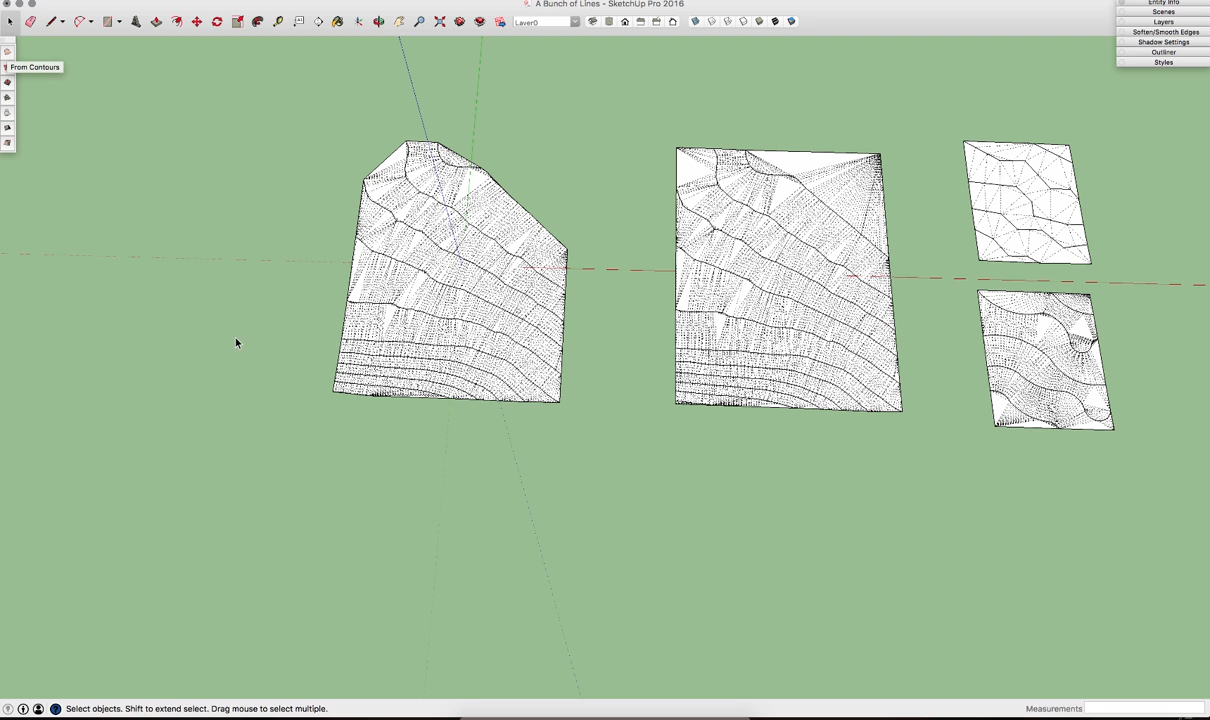 A Bunch of Lines - SketchUp Pro 2016
Entity Info
Scenes
Layers
Soften/Smooth Edges
Shadow Settings
Outliner
Styles
Layer0
From Contours
Select objects. Shift to extend select. Drag mouse to select multiple.
Measurements